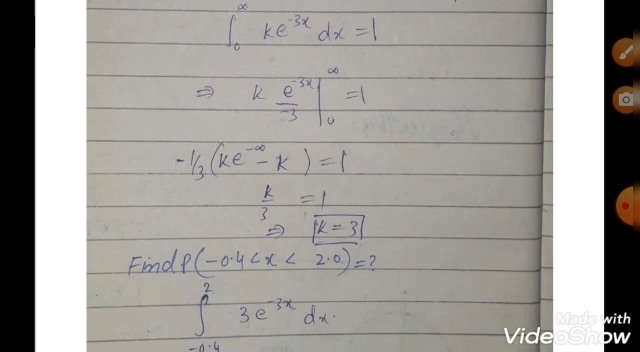 ∫₀^∞ ke^{-3x} dx = 1
⇒ k e^{-3x}/-3 |₀^∞ = 1
-1/3 (ke^{-∞} - k) = 1
k/3 = 1
⇒ k = 3
Find P(-0.4 < x < 2.0) = ?
∫_{-0.4}^{2} 3e^{-3x} dx.
Made with
VideoShow